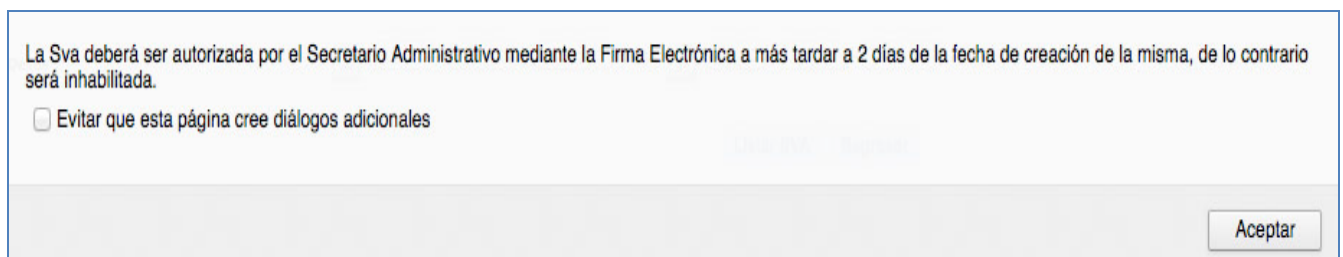 La Sva deberá ser autorizada por el Secretario Administrativo mediante la Firma Electrónica a más tardar a 2 días de la fecha de creación de la misma, de lo contrario
será inhabilitada.
Evitar que esta página cree diálogos adicionales
Aceptar